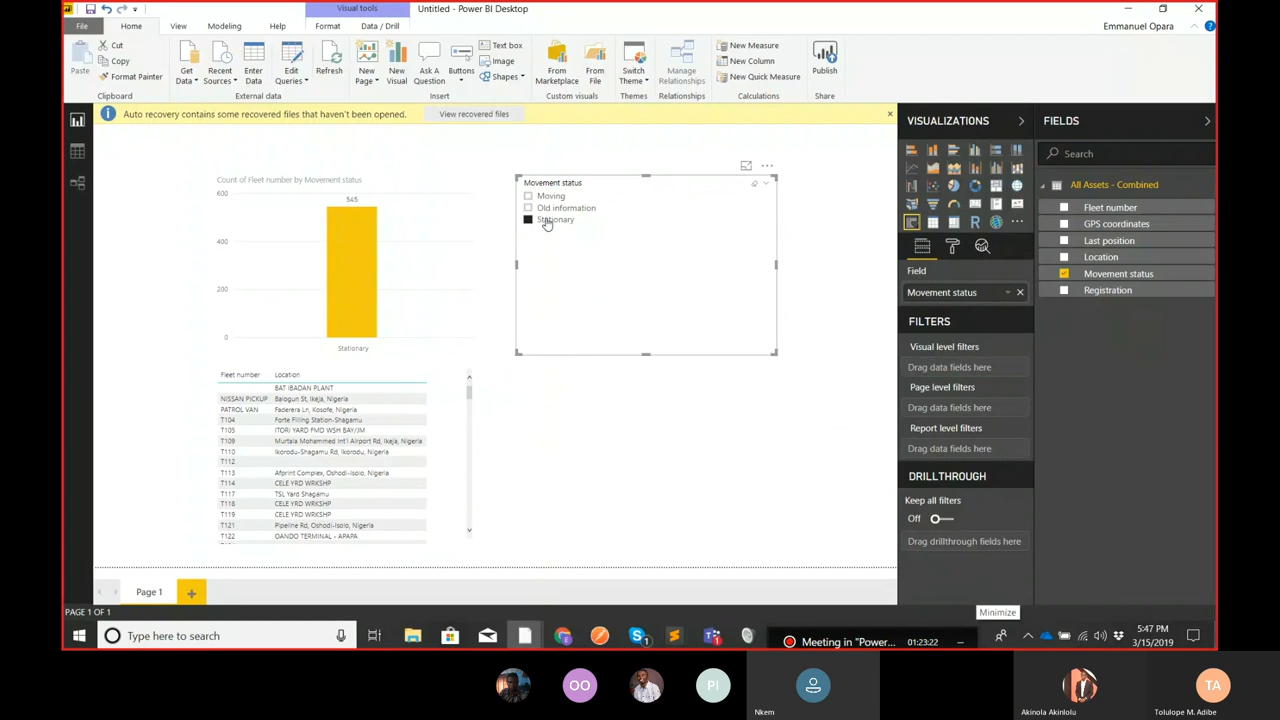 Visual tools
Untitled - Power BI Desktop
File
Home
View
Modeling
Help
Format
Data / Drill
Emmanuel Opara
Paste
Cut
Copy
Format Painter
Clipboard
Get Data
Recent Sources
Enter Data
Edit Queries
Refresh
External data
New Page
New Visual
Ask A Question
Buttons
Text box
Image
Shapes
Insert
From Marketplace
From File
Custom visuals
Switch Theme
Themes
Manage Relationships
Relationships
New Measure
New Column
New Quick Measure
Calculations
Publish
Share
Auto recovery contains some recovered files that haven't been opened.
View recovered files
Count of Fleet number by Movement status
600
400
200
0
545
Stationary
Movement status
Moving
Old information
Stationary
Fleet number Location
BAT IBADAN PLANT
NISSAN PICKUP Balogun St, Ikeja, Nigeria
PATROL VAN Faderera Ln, Kosofe, Nigeria
T104 Forte Filling Station-Shagamu
T105 ITORI YARD FMD WSH BAY/JM
T109 Murtala Mohammed Int'l Airport Rd, Ikeja, Nigeria
T110 Ikorodu-Shagamu Rd, Ikorodu, Nigeria
T112
T113 Afprint Complex, Oshodi-Isolo, Nigeria
T114 CELE YRD WRKSHP
T117 TSL Yard Shagamu
T118 CELE YRD WRKSHP
T119 CELE YRD WRKSHP
T121 Pipeline Rd, Oshodi-Isolo, Nigeria
T122 OANDO TERMINAL - APAPA
VISUALIZATIONS
R
Field
Movement status
FILTERS
Visual level filters
Drag data fields here
Page level filters
Drag data fields here
Report level filters
Drag data fields here
DRILLTHROUGH
Keep all filters
Off
Drag drillthrough fields here
FIELDS
Search
All Assets - Combined
Fleet number
GPS coordinates
Last position
Location
Movement status
Registration
Page 1
PAGE 1 OF 1
Minimize
Type here to search
Meeting in "Power...
01:23:22
5:47 PM
3/15/2019
OO
PI
TA
Nkem
Akinola Akinlolu
Tolulope M. Adibe